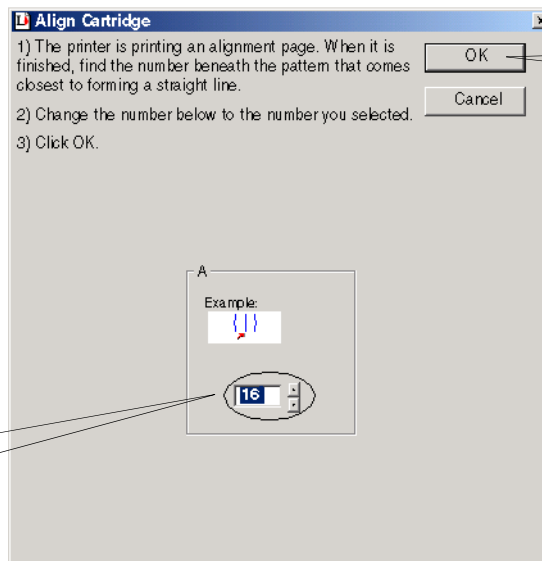 Align Cartridge
1) The printer is printing an alignment page. When it is
finished, find the number beneath the pattern that comes
closest to forming a straight line.
2) Change the number below to the number you selected.
3) Click OK.
OK
Cancel
A
Example:
16